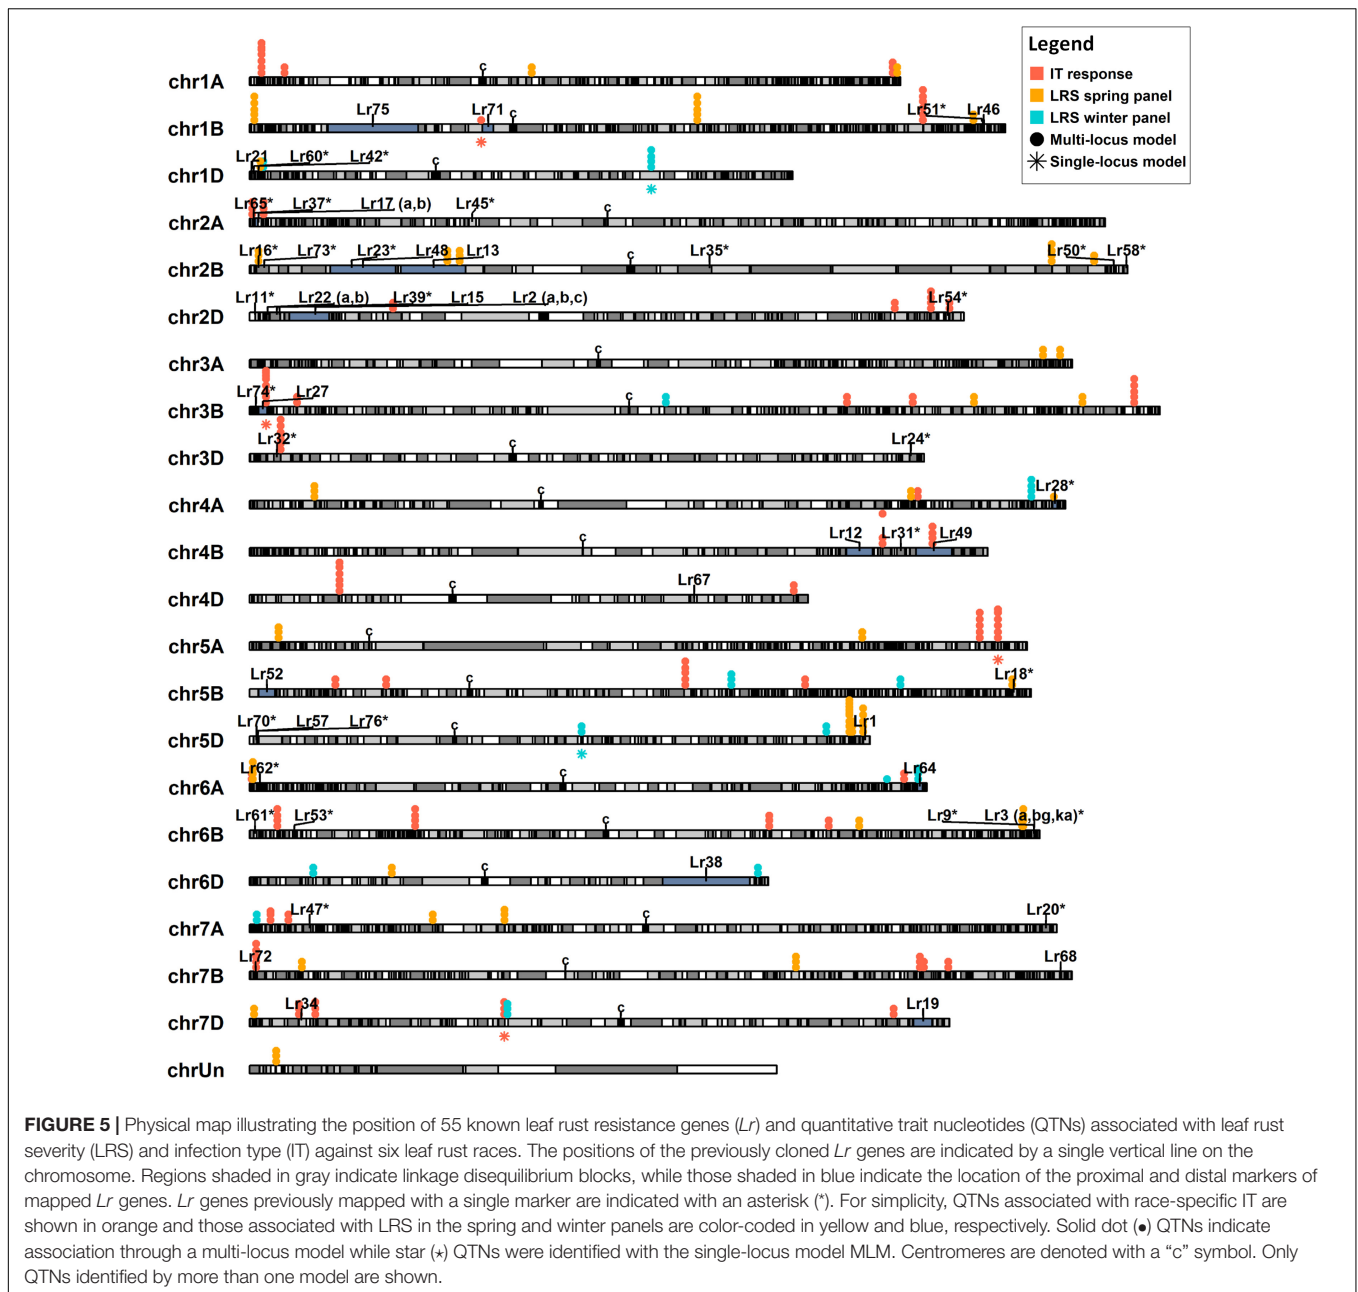 Legend
IT response
LRS spring panel
LRS winter panel
Multi-locus model
Single-locus model
c
chr1A
Lr75 Lr71 c Lr51* Lr46
chr1B
Lr21 Lr60* Lr42* c
chr1D
Lr65* Lr37* Lr17 (a,b) Lr45* c
chr2A
Lr16* Lr73* Lr23* Lr48 Lr13 c Lr35* Lr50* Lr58*
chr2B
Lr11* Lr22 (a,b) Lr39* Lr15 Lr2 (a,b,c) Lr54*
chr2D
c
chr3A
Lr74* Lr27 c
chr3B
Lr32* c Lr24*
chr3D
c Lr28*
chr4A
c Lr12 Lr31* Lr49
chr4B
c Lr67
chr4D
c
chr5A
Lr52 c Lr18*
chr5B
Lr70* Lr57 Lr76* c Lr1
chr5D
Lr62* c Lr64
chr6A
Lr61* Lr53* c Lr9* Lr3 (a,bg,ka)*
chr6B
c Lr38
chr6D
Lr47* c Lr20*
chr7A
Lr72 c Lr68
chr7B
Lr34 c Lr19
chr7D
chrUn
FIGURE 5 | Physical map illustrating the position of 55 known leaf rust resistance genes (Lr) and quantitative trait nucleotides (QTNs) associated with leaf rust
severity (LRS) and infection type (IT) against six leaf rust races. The positions of the previously cloned Lr genes are indicated by a single vertical line on the
chromosome. Regions shaded in gray indicate linkage disequilibrium blocks, while those shaded in blue indicate the location of the proximal and distal markers of
mapped Lr genes. Lr genes previously mapped with a single marker are indicated with an asterisk (*). For simplicity, QTNs associated with race-specific IT are
shown in orange and those associated with LRS in the spring and winter panels are color-coded in yellow and blue, respectively. Solid dot (●) QTNs indicate
association through a multi-locus model while star (⋆) QTNs were identified with the single-locus model MLM. Centromeres are denoted with a “c” symbol. Only
QTNs identified by more than one model are shown.